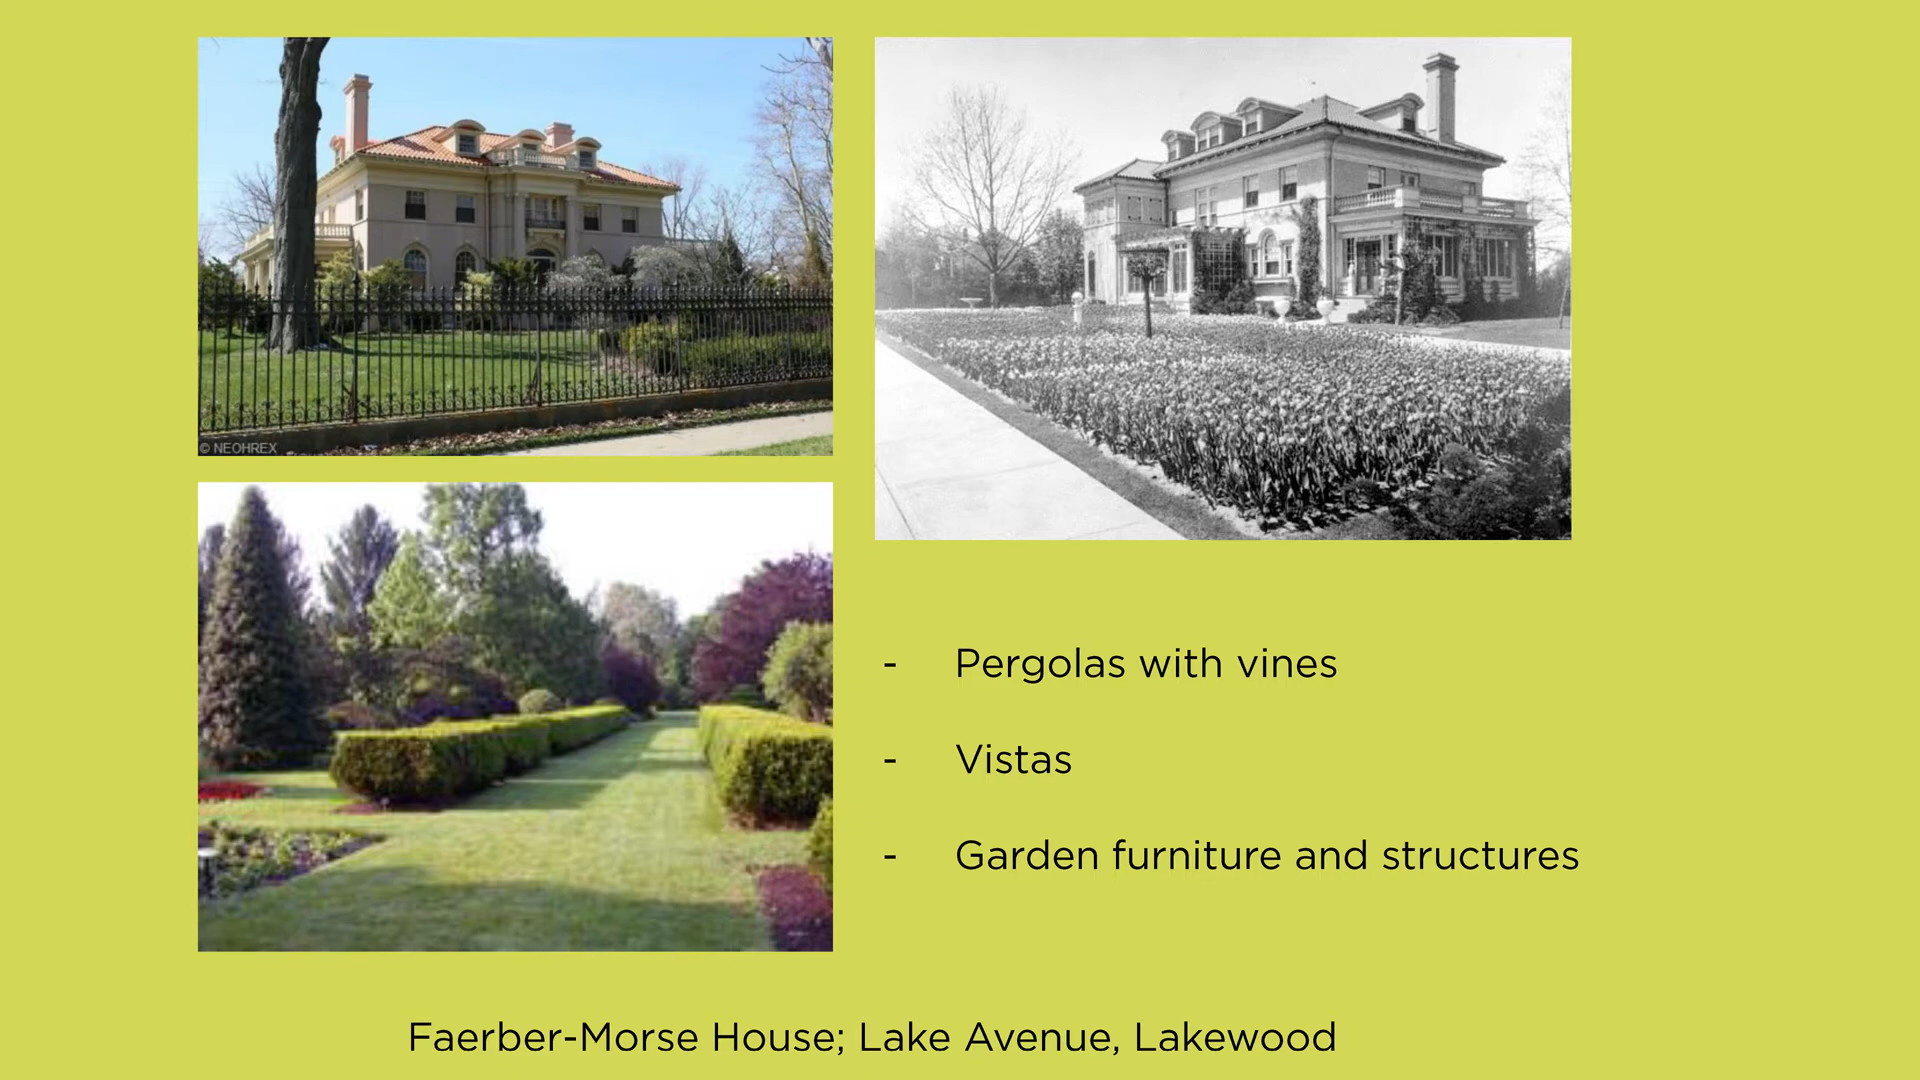 © NEOHREX
- Pergolas with vines
- Vistas
- Garden furniture and structures
Faerber-Morse House; Lake Avenue, Lakewood